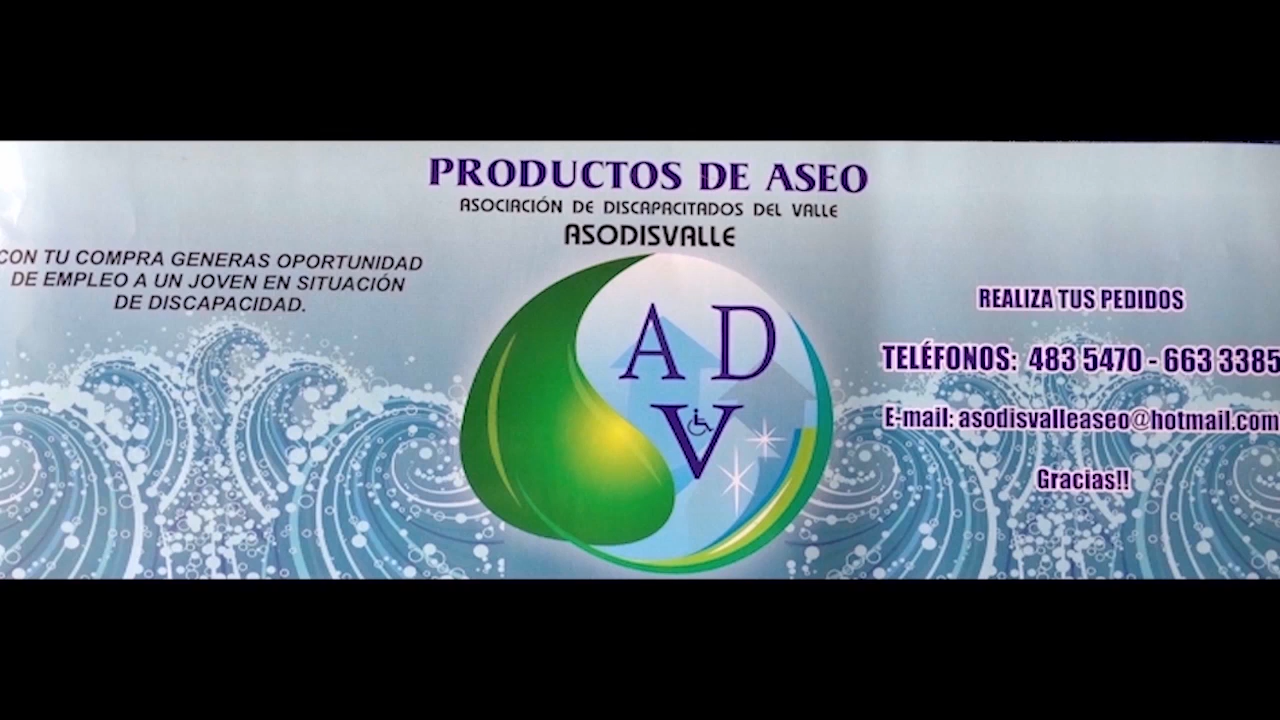 PRODUCTOS DE ASEO
ASOCIACIÓN DE DISCAPACITADOS DEL VALLE
ASODISVALLE
CON TU COMPRA GENERAS OPORTUNIDAD
DE EMPLEO A UN JOVEN EN SITUACIÓN
DE DISCAPACIDAD.
A D
V
REALIZA TUS PEDIDOS
TELÉFONOS: 483 5470 - 663 3385
E-mail: asodisvalleaseo@hotmail.com
Gracias!!